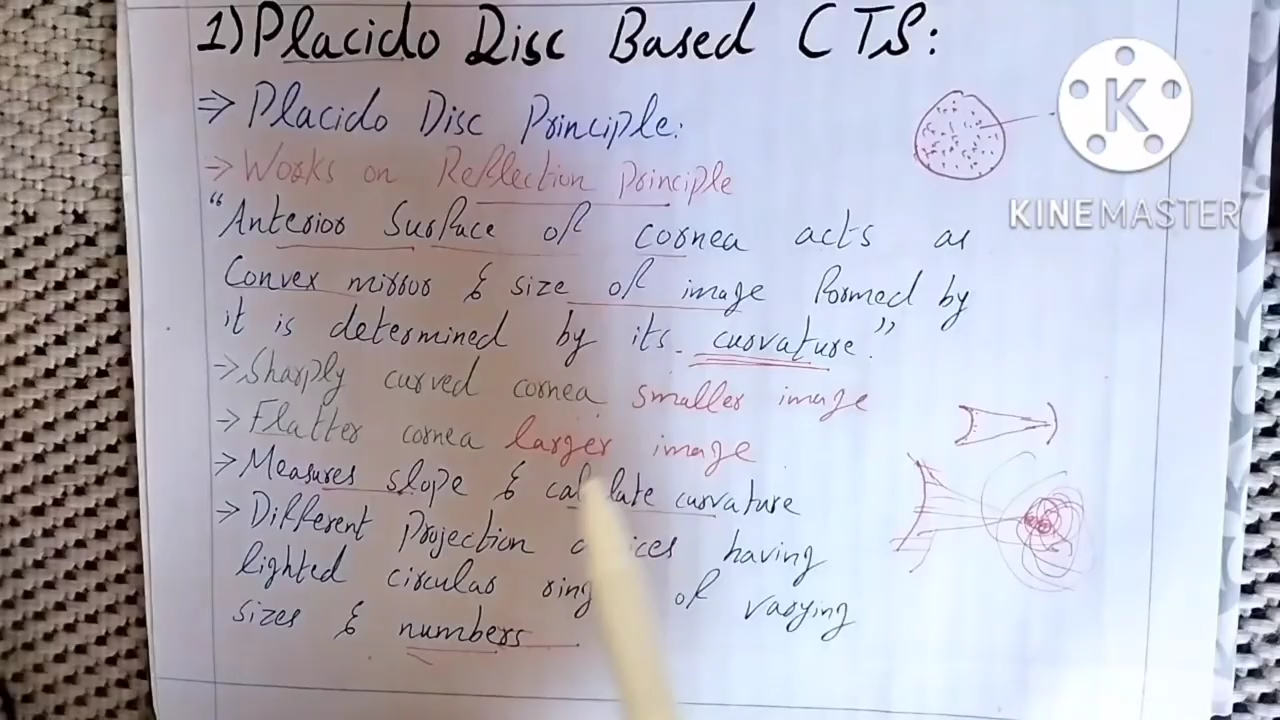 1) Placido Disc Based CTS:
⇒ Placido Disc Principle:
→ Works on Reflection principle
"Anterior Surface of cornea acts as
Convex mirror & size of image formed by
it is determined by its curvature."
→ Sharply curved cornea smaller image
→ Flatter cornea larger image
→ Measures slope & calculate curvature
→ Different projection having
lighted circular of varying
sizes & numbers
K
KINEMASTER